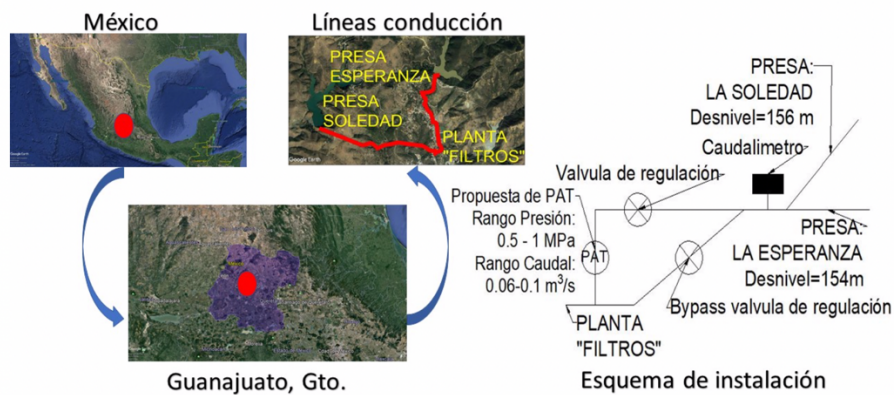 México
Líneas conducción
PRESA
ESPERANZA
PRESA
SOLEDAD
PLANTA
"FILTROS"
Google Earth
Guanajuato, Gto.
PRESA:
LA SOLEDAD
Desnivel=156 m
Caudalimetro
Valvula de regulación
Propuesta de PAT
Rango Presión:
0.5 - 1 MPa
Rango Caudal:
0.06-0.1 m³/s
PAT
PRESA:
LA ESPERANZA
Desnivel=154m
Bypass valvula de regulación
PLANTA
"FILTROS"
Esquema de instalación